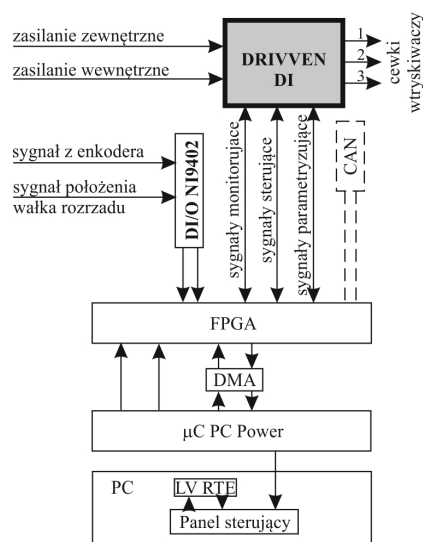 zasilanie zewnętrzne
zasilanie wewnętrzne
DRIVVEN
DI
1
2
3
cewki
wtryskiwaczy
sygnał z enkodera
sygnał położenia
wałka rozrzadu
DI/O NI9402
sygnały monitorujące
sygnały sterujące
sygnały parametryzujące
CAN
FPGA
DMA
μC PC Power
PC
LV RTE
Panel sterujący